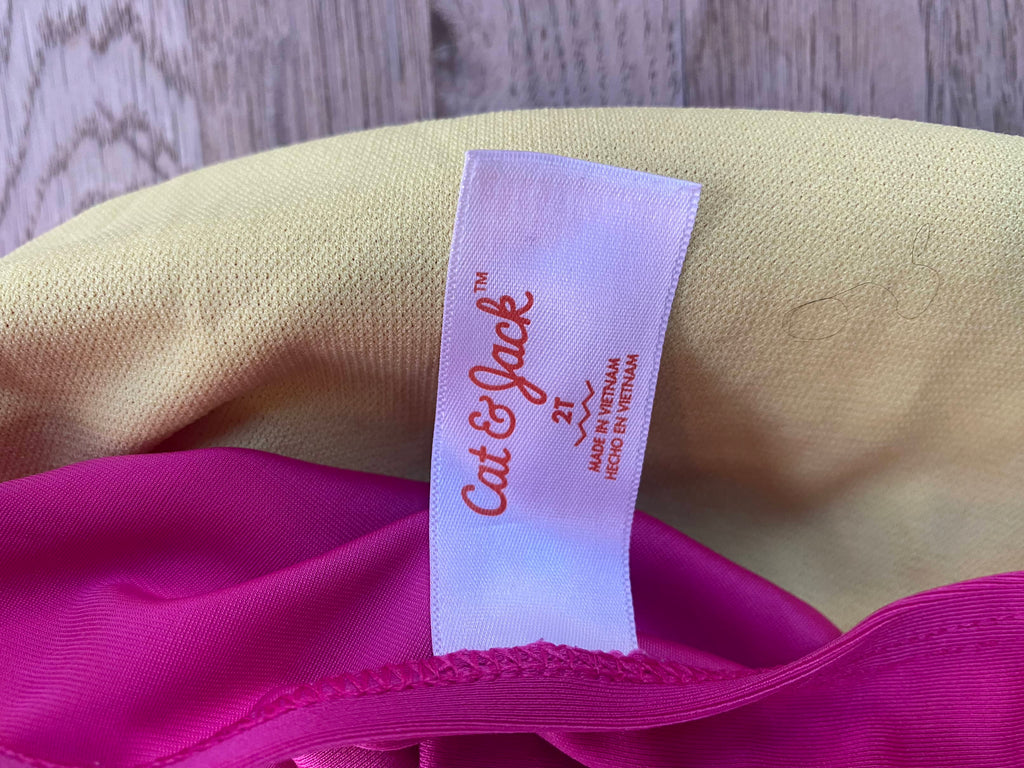 Cat & Jack™
2T
MADE IN VIETNAM
HECHO EN VIETNAM